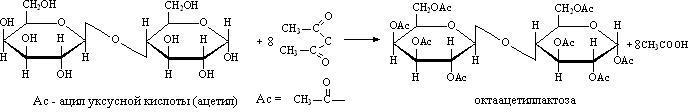 CH₂OH CH₂OH CH₃ O CH₂OAc CH₂OAc
OH H O H H O H C O OAc H O H H O OAc
H OH H O OH H + 8 C → H OAc H O OAc H + 8CH₃COOH
H OH H OH CH₃ O H OAc H OAc
Ac - ацил уксусной кислоты (ацетил) Ac = CH₃ — C — октаацетиллактоза
O